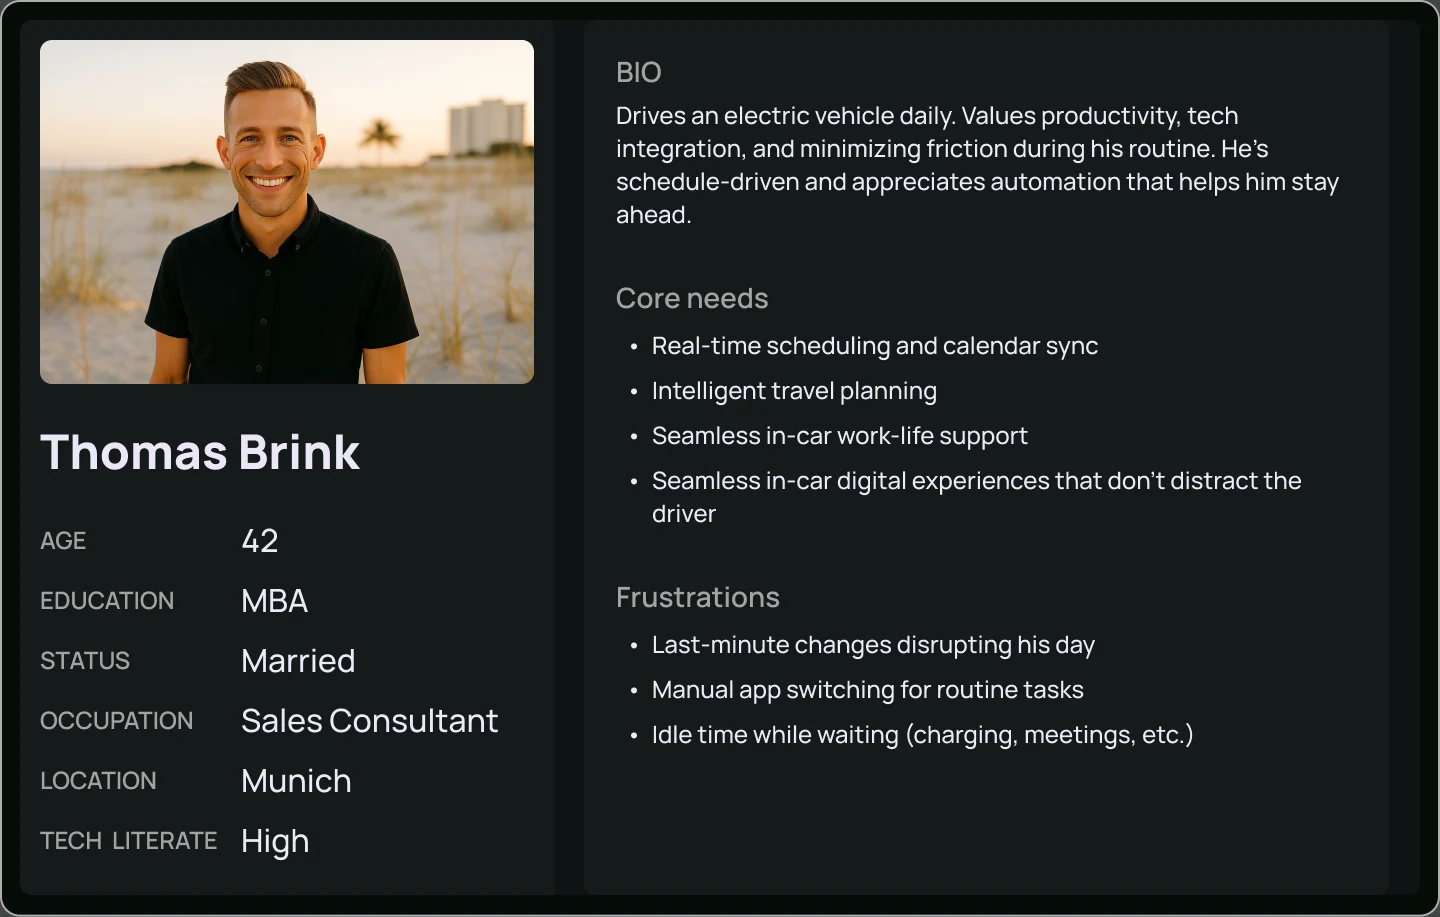 Thomas Brink
AGE 42
EDUCATION MBA
STATUS Married
OCCUPATION Sales Consultant
LOCATION Munich
TECH LITERATE High
BIO
Drives an electric vehicle daily. Values productivity, tech
integration, and minimizing friction during his routine. He’s
schedule-driven and appreciates automation that helps him stay
ahead.
Core needs
• Real-time scheduling and calendar sync
• Intelligent travel planning
• Seamless in-car work-life support
• Seamless in-car digital experiences that don’t distract the
driver
Frustrations
• Last-minute changes disrupting his day
• Manual app switching for routine tasks
• Idle time while waiting (charging, meetings, etc.)